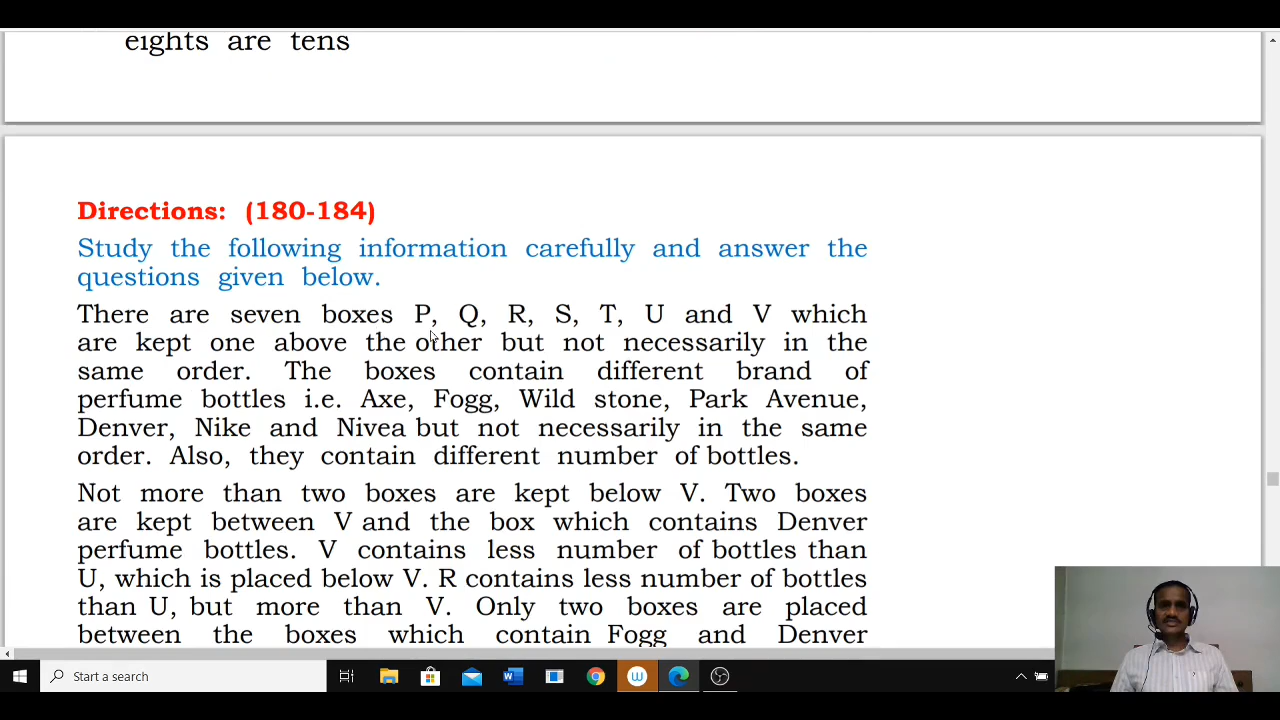 eights are tens
Directions: (180-184)
Study the following information carefully and answer the
questions given below.
There are seven boxes P, Q, R, S, T, U and V which
are kept one above the other but not necessarily in the
same order. The boxes contain different brand of
perfume bottles i.e. Axe, Fogg, Wild stone, Park Avenue,
Denver, Nike and Nivea but not necessarily in the same
order. Also, they contain different number of bottles.
Not more than two boxes are kept below V. Two boxes
are kept between V and the box which contains Denver
perfume bottles. V contains less number of bottles than
U, which is placed below V. R contains less number of bottles
than U, but more than V. Only two boxes are placed
between the boxes which contain Fogg and Denver
Start a search